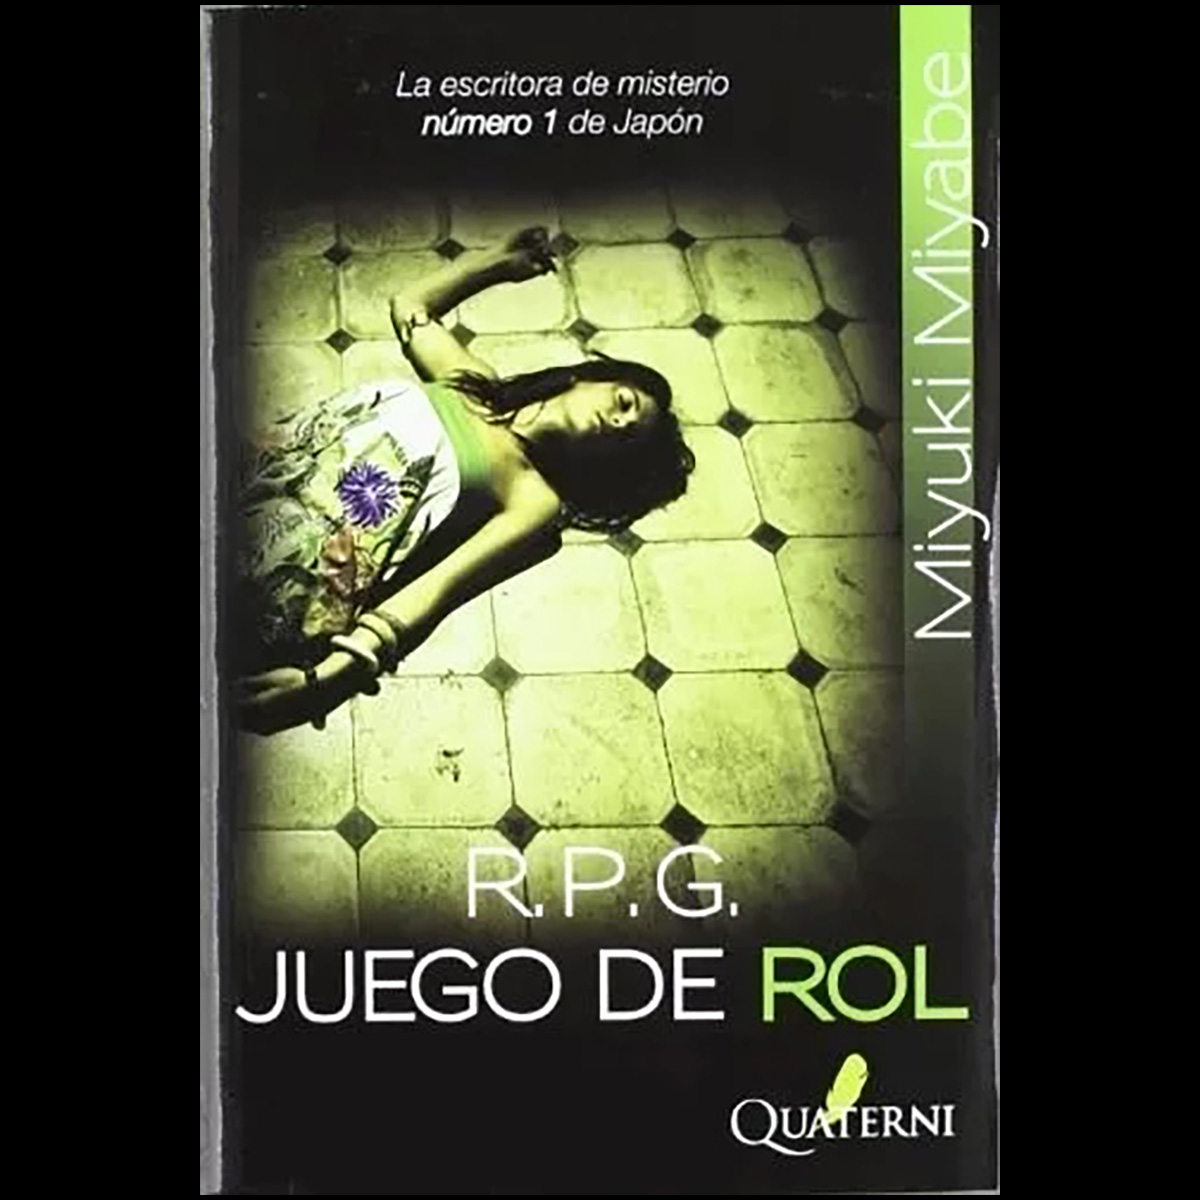 La escritora de misterio
número 1 de Japón
Miyuki Miyabe
R.P.G.
JUEGO DE ROL
QUATERNI